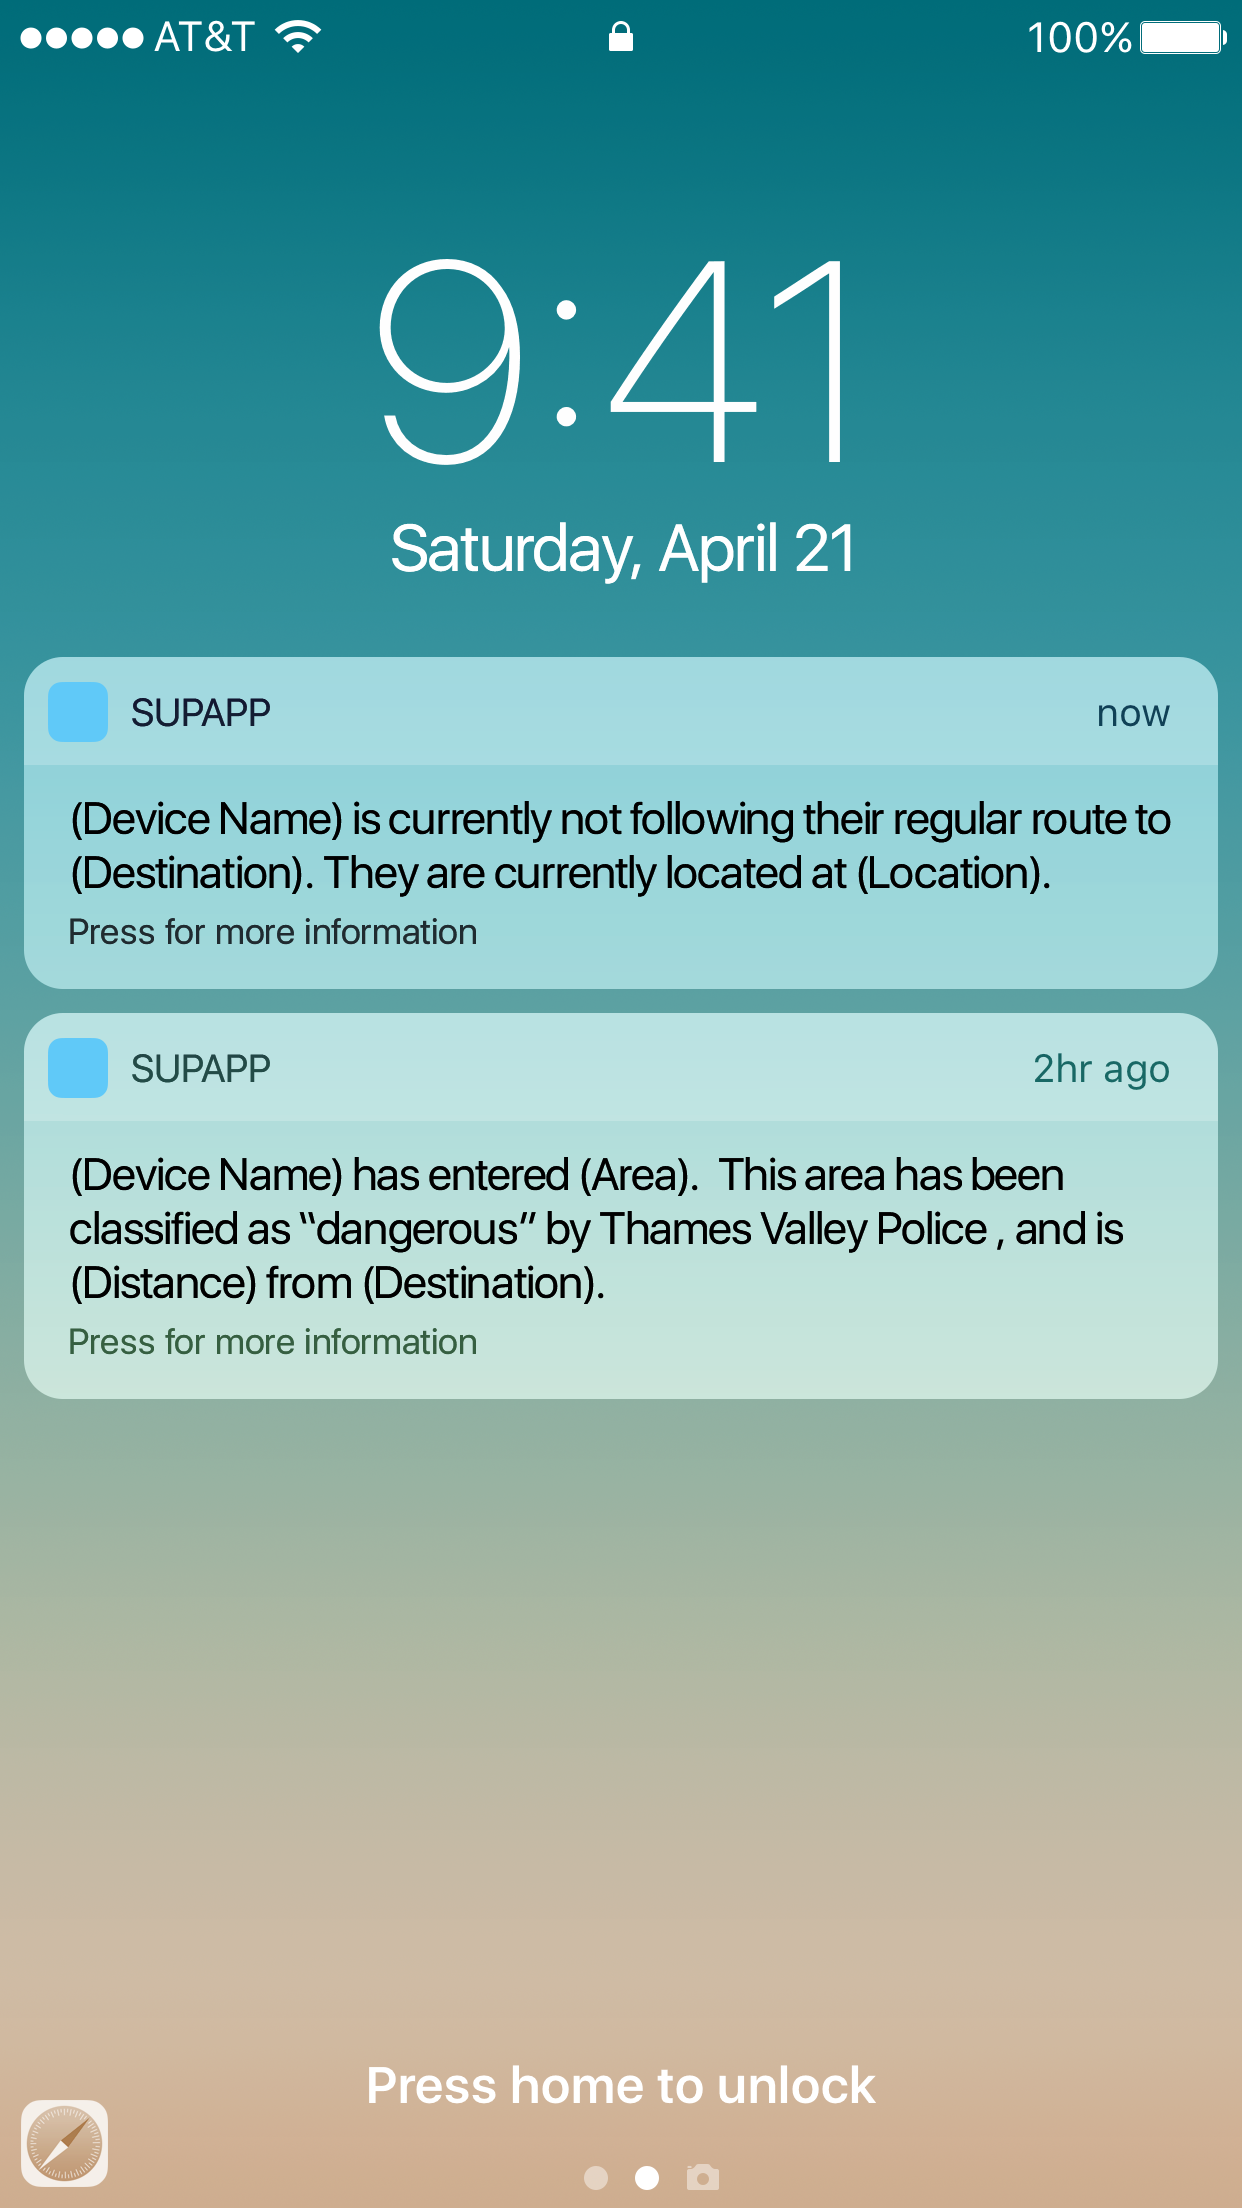 AT&T 100%
9:41
Saturday, April 21
SUPAPP now
(Device Name) is currently not following their regular route to
(Destination). They are currently located at (Location).
Press for more information
SUPAPP 2hr ago
(Device Name) has entered (Area).  This area has been
classified as “dangerous” by Thames Valley Police , and is
(Distance) from (Destination).
Press for more information
Press home to unlock